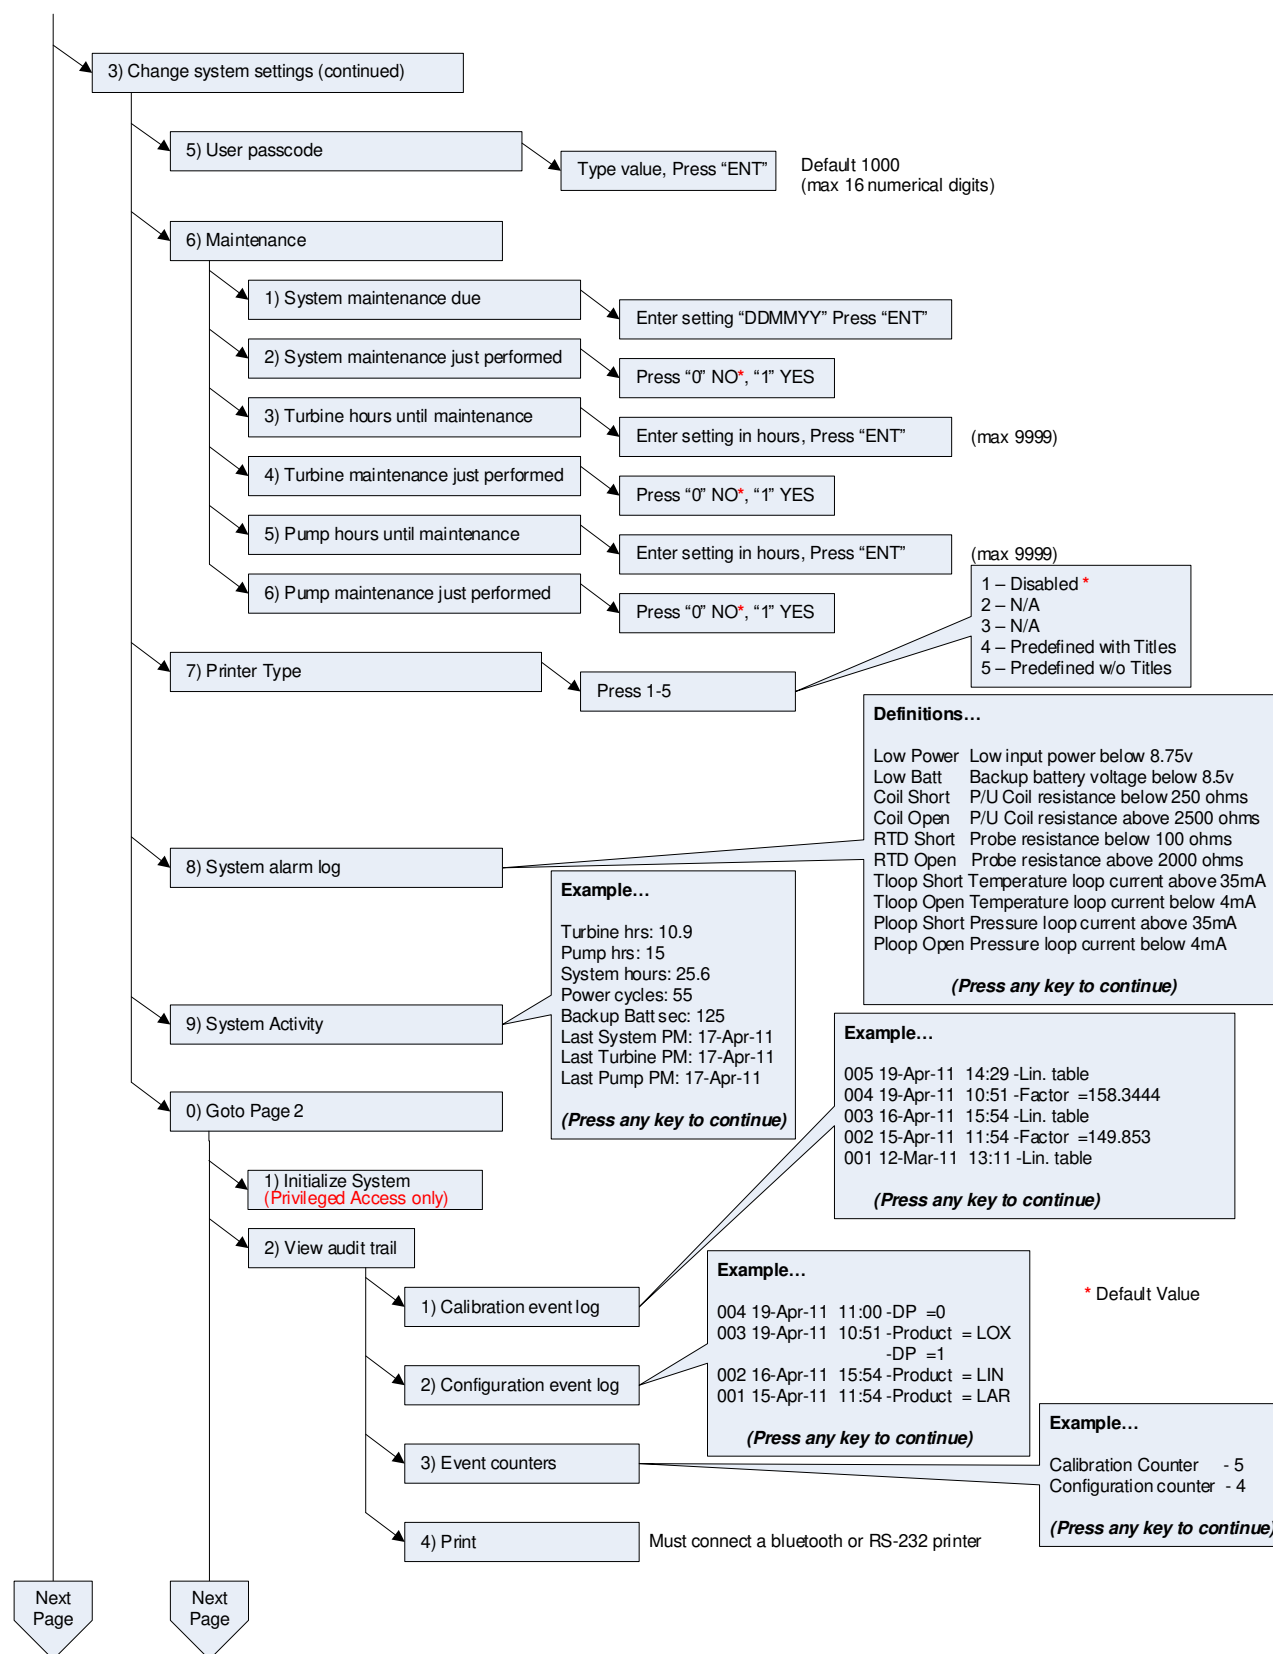 3) Change system settings (continued)
5) User passcode
Type value, Press “ENT”
Default 1000
(max 16 numerical digits)
6) Maintenance
1) System maintenance due
Enter setting “DDMMYY” Press “ENT”
2) System maintenance just performed
Press “0” NO*, “1” YES
3) Turbine hours until maintenance
Enter setting in hours, Press “ENT”
(max 9999)
4) Turbine maintenance just performed
Press “0” NO*, “1” YES
5) Pump hours until maintenance
Enter setting in hours, Press “ENT”
(max 9999)
6) Pump maintenance just performed
Press “0” NO*, “1” YES
1 – Disabled *
2 – N/A
3 – N/A
4 – Predefined with Titles
5 – Predefined w/o Titles
7) Printer Type
Press 1-5
Definitions…
Low Power Low input power below 8.75v
Low Batt Backup battery voltage below 8.5v
Coil Short P/U Coil resistance below 250 ohms
Coil Open P/U Coil resistance above 2500 ohms
RTD Short Probe resistance below 100 ohms
RTD Open Probe resistance above 2000 ohms
Tloop Short Temperature loop current above 35mA
Tloop Open Temperature loop current below 4mA
Ploop Short Pressure loop current above 35mA
Ploop Open Pressure loop current below 4mA
(Press any key to continue)
8) System alarm log
Example…
Turbine hrs: 10.9
Pump hrs: 15
System hours: 25.6
Power cycles: 55
Backup Batt sec: 125
Last System PM: 17-Apr-11
Last Turbine PM: 17-Apr-11
Last Pump PM: 17-Apr-11
(Press any key to continue)
9) System Activity
Example…
005 19-Apr-11 14:29 -Lin. table
004 19-Apr-11 10:51 -Factor =158.3444
003 16-Apr-11 15:54 -Lin. table
002 15-Apr-11 11:54 -Factor =149.853
001 12-Mar-11 13:11 -Lin. table
(Press any key to continue)
0) Goto Page 2
1) Initialize System
(Privileged Access only)
2) View audit trail
1) Calibration event log
Example…
004 19-Apr-11 11:00 -DP =0
003 19-Apr-11 10:51 -Product = LOX
-DP =1
002 16-Apr-11 15:54 -Product = LIN
001 15-Apr-11 11:54 -Product = LAR
(Press any key to continue)
* Default Value
2) Configuration event log
Example…
Calibration Counter - 5
Configuration counter - 4
(Press any key to continue)
3) Event counters
4) Print
Must connect a bluetooth or RS-232 printer
Next
Page
Next
Page